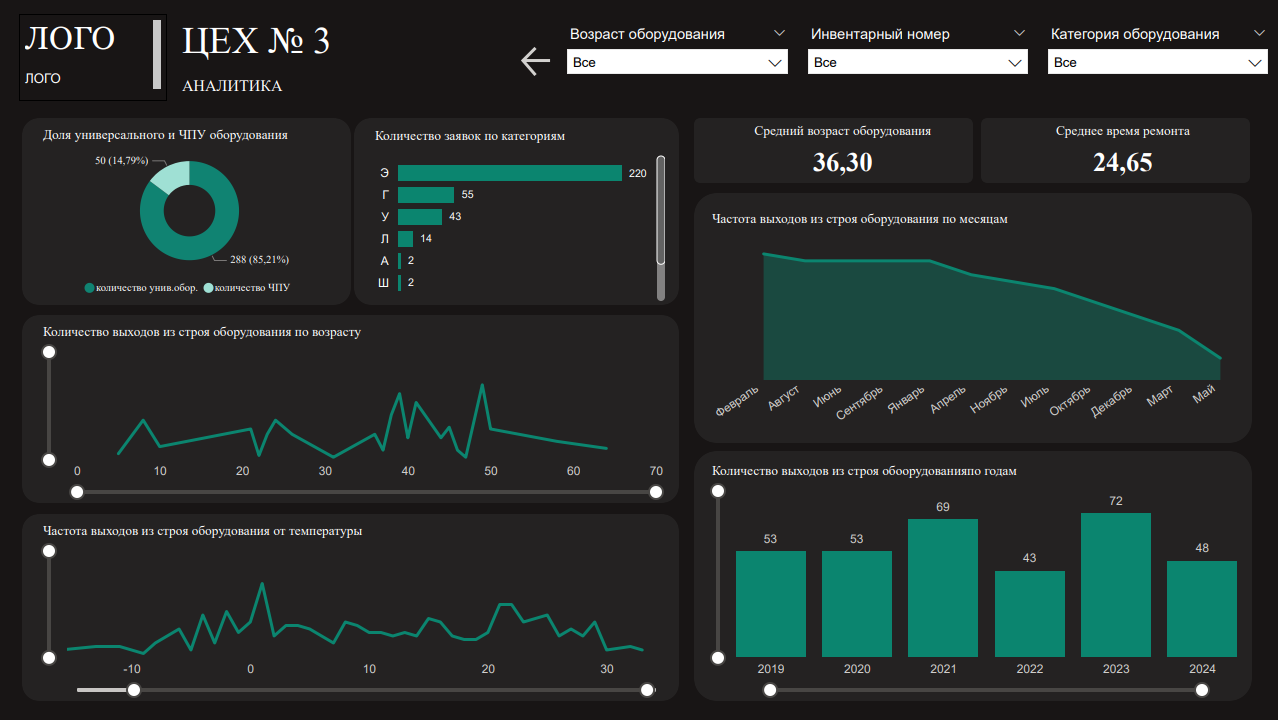 ЛОГО
ЛОГО
ЦЕХ № 3
АНАЛИТИКА
Возраст оборудования
Все
Инвентарный номер
Все
Категория оборудования
Все
Доля универсального и ЧПУ оборудования
50 (14,79%)
288 (85,21%)
количество унив.обор.
количество ЧПУ
Количество заявок по категориям
Э 220
Г 55
У 43
Л 14
А 2
Ш 2
Средний возраст оборудования
36,30
Среднее время ремонта
24,65
Частота выходов из строя оборудования по месяцам
Февраль Август Июнь Сентябрь Январь Апрель Ноябрь Июль Октябрь Декабрь Март Май
Количество выходов из строя оборудования по возрасту
0 10 20 30 40 50 60 70
Частота выходов из строя оборудования от температуры
-10 0 10 20 30
Количество выходов из строя обоорудованияпо годам
53 53 69 43 72 48
2019 2020 2021 2022 2023 2024